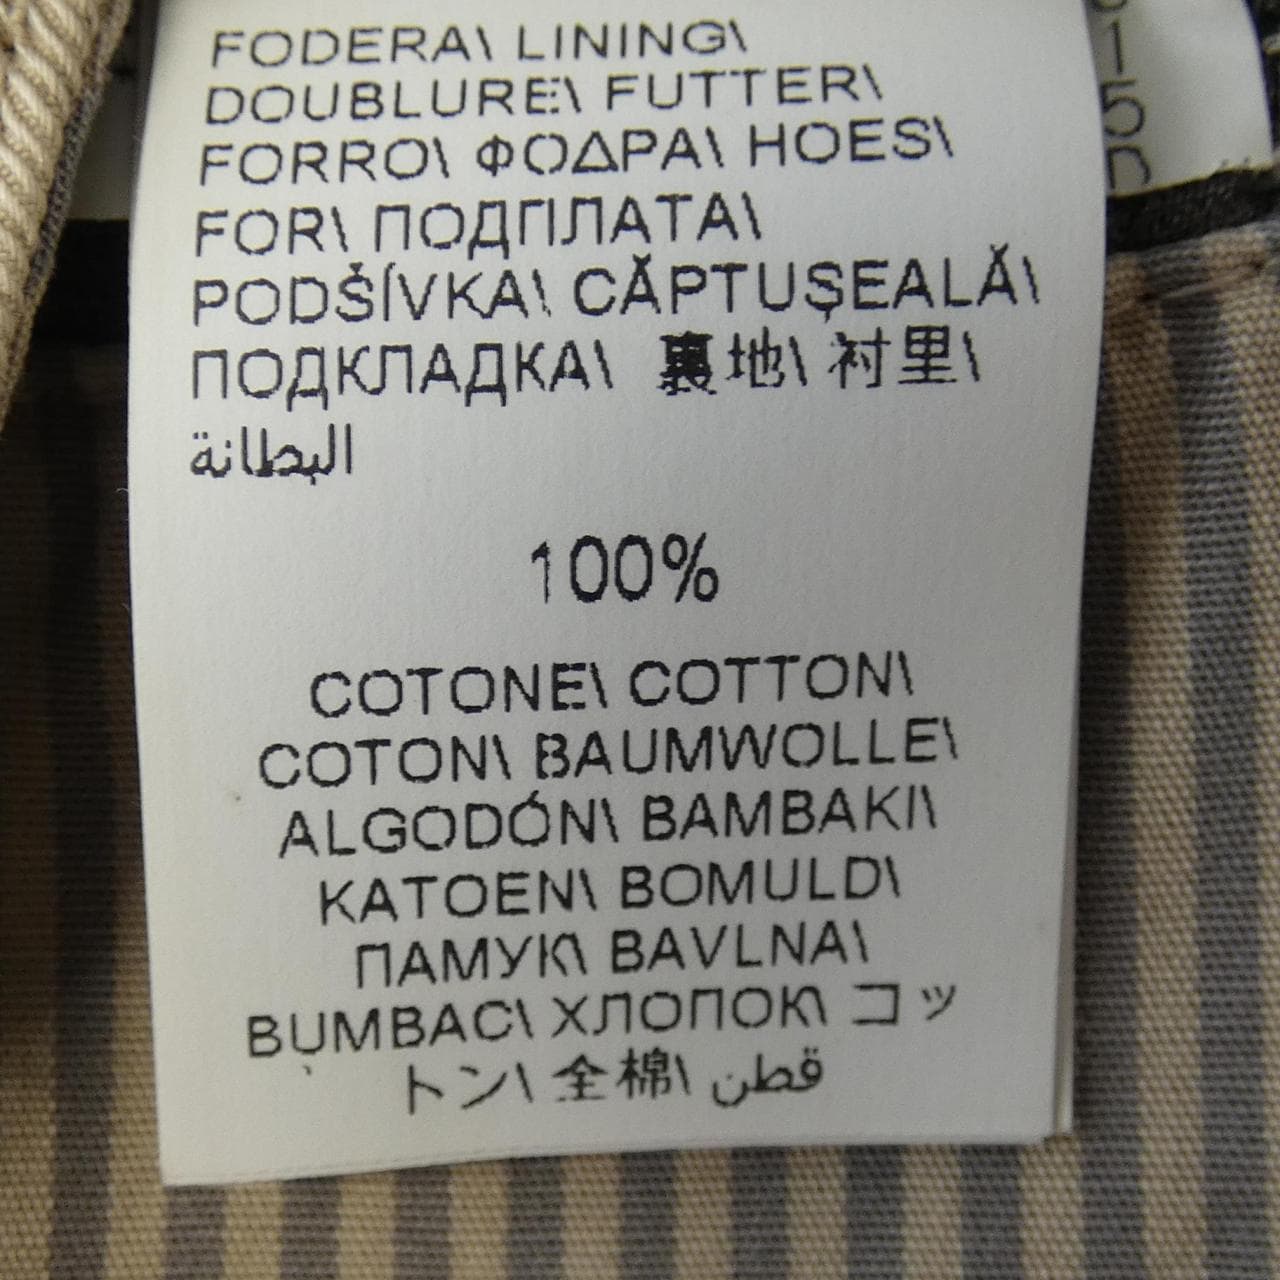 FODERA\ LINING\
DOUBLURE\ FUTTER\
FORRO\ ΦΟΔΡΑ\ HOES\
FOR\ ПОДПЛАТА\
PODŠÍVKA\ CĂPTUŞEALĂ\
ПОДКЛАДКА\ 裏地\ 衬里\
البطانة
100%
COTONE\ COTTON\
COTON\ BAUMWOLLE\
ALGODÓN\ BAMBAKI\
KATOEN\ BOMULD\
ПАМУК\ BAVLNA\
BUMBAC\ ХЛОПОК\ コッ
トン\ 全棉\ قطن